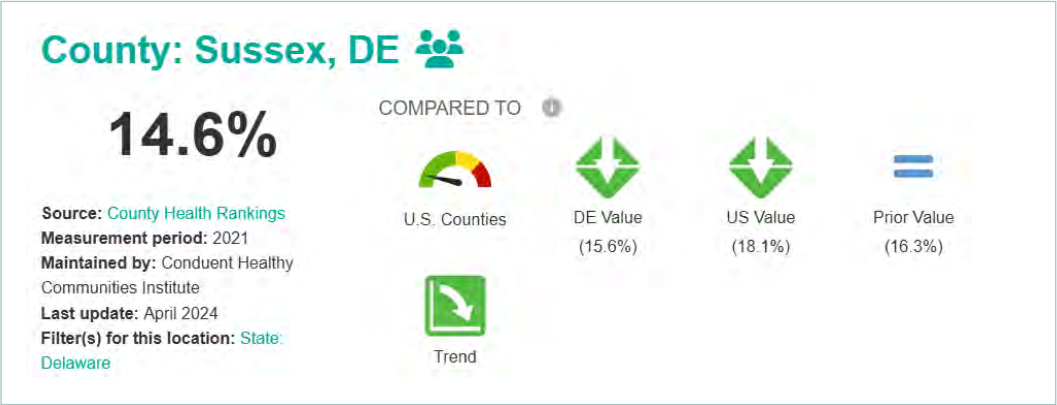 County: Sussex, DE
14.6%
Source: County Health Rankings
Measurement period: 2021
Maintained by: Conduent Healthy
Communities Institute
Last update: April 2024
Filter(s) for this location: State:
Delaware
COMPARED TO
U.S. Counties
DE Value
(15.6%)
US Value
(18.1%)
Prior Value
(16.3%)
Trend